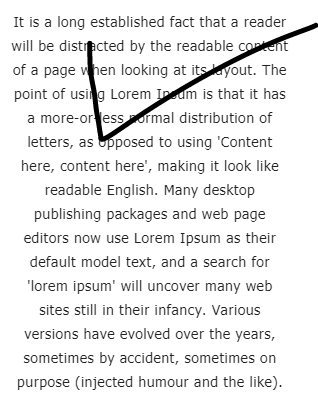 It is a long established fact that a reader
will be distracted by the readable content
of a page when looking at its layout. The
point of using Lorem Ipsum is that it has
a more-or-less normal distribution of
letters, as opposed to using 'Content
here, content here', making it look like
readable English. Many desktop
publishing packages and web page
editors now use Lorem Ipsum as their
default model text, and a search for
'lorem ipsum' will uncover many web
sites still in their infancy. Various
versions have evolved over the years,
sometimes by accident, sometimes on
purpose (injected humour and the like).